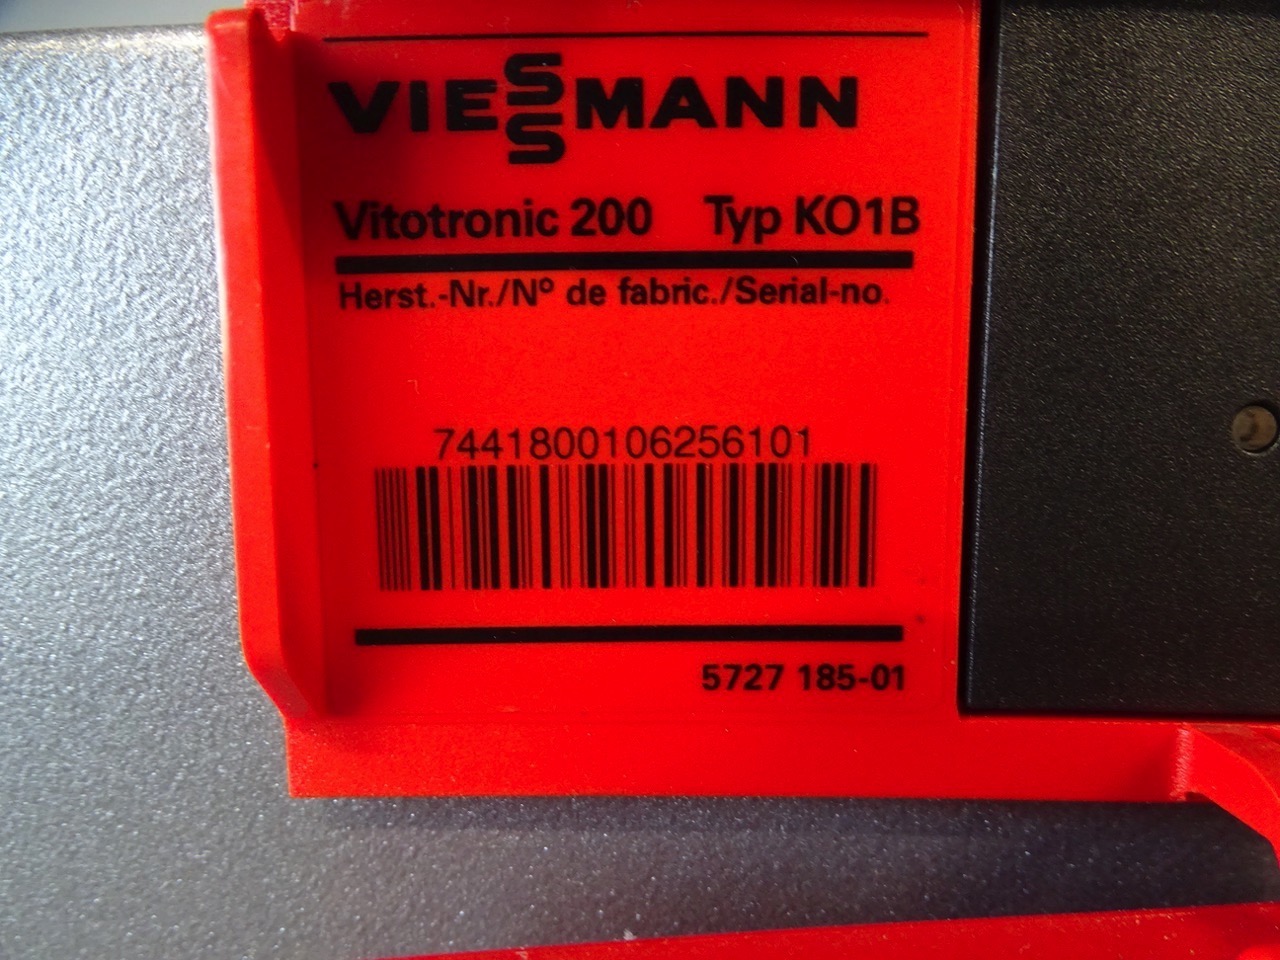 VIESSMANN
Vitotronic 200 Typ KO1B
Herst.-Nr./N° de fabric./Serial-no.
7441800106256101
5727 185-01